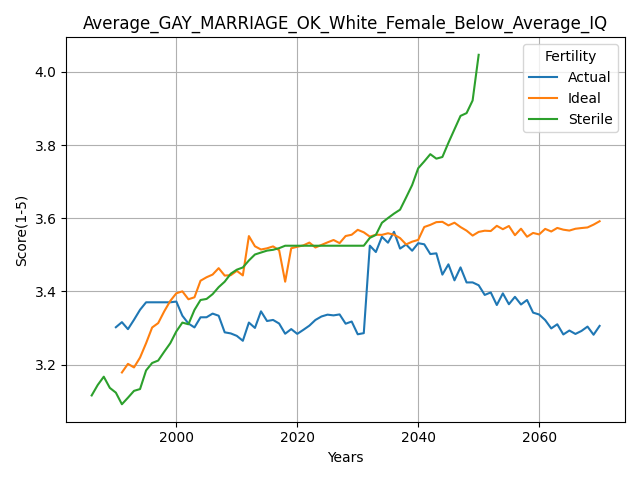 Average_GAY_MARRIAGE_OK_White_Female_Below_Average_IQ
Fertility
Actual
Ideal
Sterile
Score(1-5)
4.0
3.8
3.6
3.4
3.2
2000 2020 2040 2060
Years